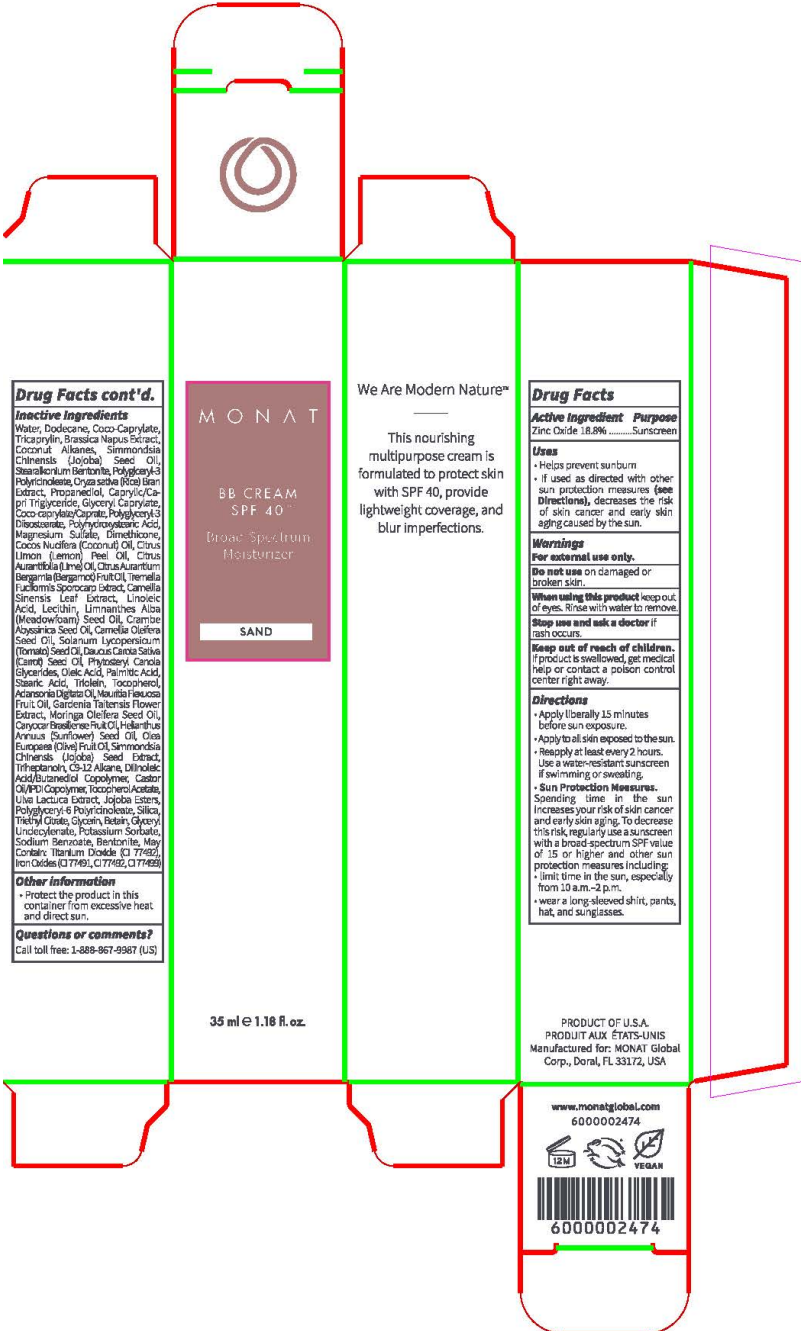 Drug Facts cont'd.
Inactive Ingredients
Water, Dodecane, Coco-Caprylate,
Tricaprylin, Brassica Napus Extract,
Coconut Alkanes, Simmondsia
Chinensis (Jojoba) Seed Oil,
Stearalkonium Bentonite, Polyglyceryl-3
Polyricinoleate, Oryza sativa (Rice) Bran
Extract, Propanediol, Caprylic/Ca-
pri Triglyceride, Glyceryl Caprylate,
Coco-caprylate/Caprate, Polyglyceryl-3
Diisostearate, Polyhydroxystearic Acid,
Magnesium Sulfate, Dimethicone,
Cocos Nucifera (Coconut) Oil, Citrus
Limon (Lemon) Peel Oil, Citrus
Aurantifolia (Lime) Oil, Citrus Aurantium
Bergamia (Bergamot) Fruit Oil, Tremella
Fuciformis Sporocarp Extract, Camellia
Sinensis Leaf Extract, Linoleic
Acid, Lecithin, Limnanthes Alba
(Meadowfoam) Seed Oil, Crambe
Abyssinica Seed Oil, Camellia Oleifera
Seed Oil, Solanum Lycopersicum
(Tomato) Seed Oil, Daucus Carota Sativa
(Carrot) Seed Oil, Phytosteryl Canola
Glycerides, Oleic Acid, Palmitic Acid,
Stearic Acid, Triolein, Tocopherol,
Adansonia Digitata Oil, Mauritia Flexuosa
Fruit Oil, Gardenia Taitensis Flower
Extract, Moringa Oleifera Seed Oil,
Caryocar Brasiliense Fruit Oil, Helianthus
Annuus (Sunflower) Seed Oil, Olea
Europaea (Olive) Fruit Oil, Simmondsia
Chinensis (Jojoba) Seed Extract,
Triheptanoin, C9-12 Alkane, Dilinoleic
Acid/Butanediol Copolymer, Castor
Oil/IPDI Copolymer, Tocopherol Acetate,
Ulva Lactuca Extract, Jojoba Esters,
Polyglyceryl-6 Polyricinoleate, Silica,
Triethyl Citrate, Glycerin, Betain, Glyceryl
Undecylenate, Potassium Sorbate,
Sodium Benzoate, Bentonite, May
Contain: Titanium Dioxide (CI 77492),
Iron Oxides (CI 77491, CI 77492, CI 77499)
Other information
• Protect the product in this
container from excessive heat
and direct sun.
Questions or comments?
Call toll free: 1-888-867-9987 (US)
MONAT
BB CREAM
SPF 40
Broad Spectrum
Moisturizer
SAND
35 ml ℮ 1.18 fl. oz.
We Are Modern Nature™
This nourishing
multipurpose cream is
formulated to protect skin
with SPF 40, provide
lightweight coverage, and
blur imperfections.
Drug Facts
Active Ingredient Purpose
Zinc Oxide 18.8% ..........Sunscreen
Uses
• Helps prevent sunburn
• If used as directed with other
sun protection measures (see
Directions), decreases the risk
of skin cancer and early skin
aging caused by the sun.
Warnings
For external use only.
Do not use on damaged or
broken skin.
When using this product keep out
of eyes. Rinse with water to remove.
Stop use and ask a doctor if
rash occurs.
Keep out of reach of children.
If product is swallowed, get medical
help or contact a poison control
center right away.
Directions
• Apply liberally 15 minutes
before sun exposure.
• Apply to all skin exposed to the sun.
• Reapply at least every 2 hours.
Use a water-resistant sunscreen
if swimming or sweating.
• Sun Protection Measures.
Spending time in the sun
increases your risk of skin cancer
and early skin aging. To decrease
this risk, regularly use a sunscreen
with a broad-spectrum SPF value
of 15 or higher and other sun
protection measures including:
• limit time in the sun, especially
from 10 a.m.–2 p.m.
• wear a long-sleeved shirt, pants,
hat, and sunglasses.
PRODUCT OF U.S.A.
PRODUIT AUX ÉTATS-UNIS
Manufactured for: MONAT Global
Corp., Doral, FL 33172, USA
www.monatglobal.com
6000002474
12M
VEGAN
6000002474